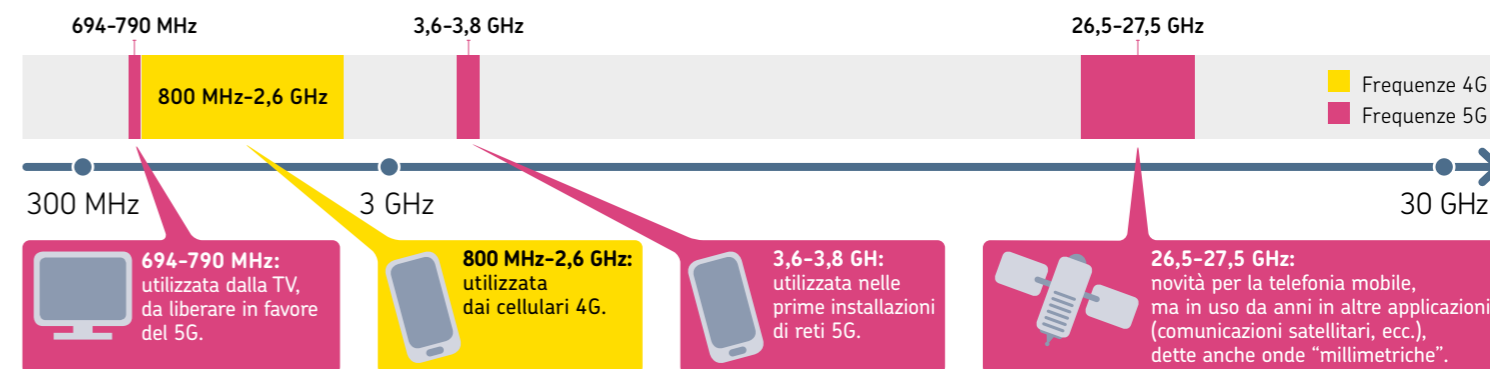 694-790 MHz
3,6-3,8 GHz
26,5-27,5 GHz
800 MHz-2,6 GHz
Frequenze 4G
Frequenze 5G
300 MHz
3 GHz
30 GHz
694-790 MHz:
utilizzata dalla TV,
da liberare in favore
del 5G.
800 MHz-2,6 GHz:
utilizzata
dai cellulari 4G.
3,6-3,8 GH:
utilizzata nelle
prime installazioni
di reti 5G.
26,5-27,5 GHz:
novità per la telefonia mobile,
ma in uso da anni in altre applicazioni
(comunicazioni satellitari, ecc.),
dette anche onde “millimetriche”.